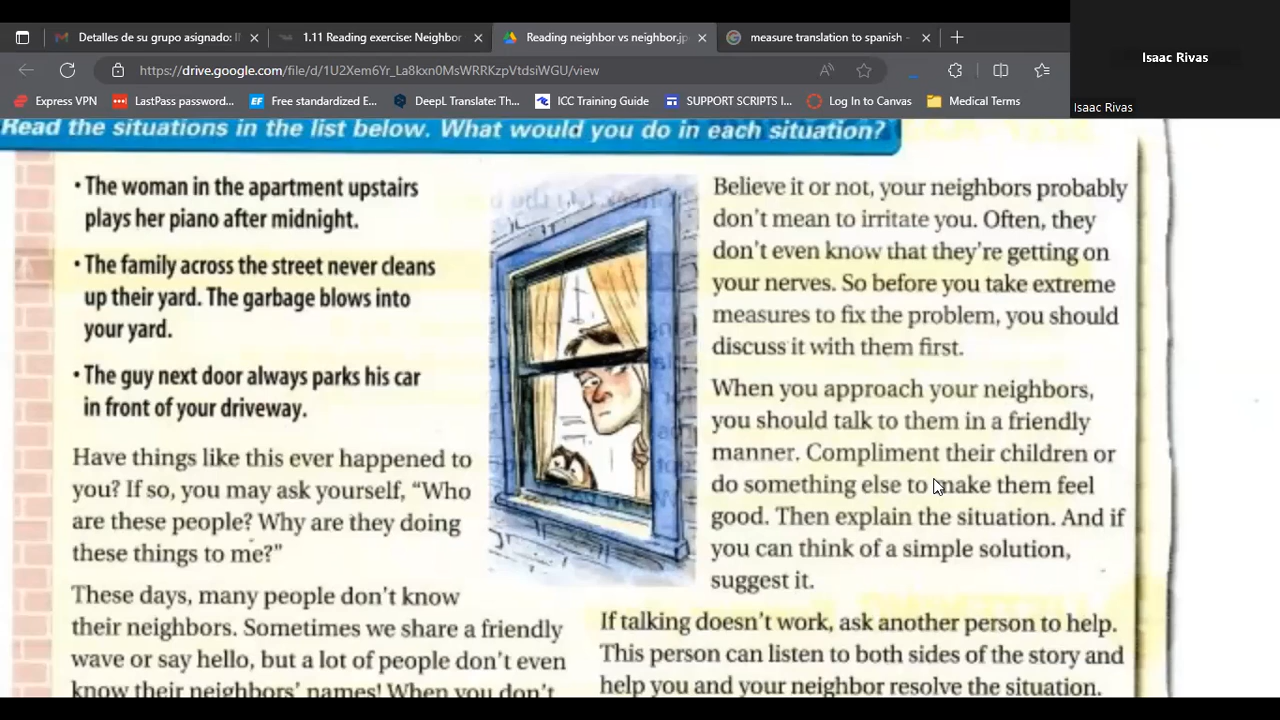 Detalles de su grupo asignado:
1.11 Reading exercise: Neighbor
Reading neighbor vs neighbor.jp
measure translation to spanish -
https://drive.google.com/file/d/1U2Xem6Yr_La8kxn0MsWRRKzpVtdsiWGU/view
Express VPN
LastPass password...
Free standardized E...
DeepL Translate: Th...
ICC Training Guide
SUPPORT SCRIPTS I...
Log In to Canvas
Medical Terms
Isaac Rivas
Isaac Rivas
Read the situations in the list below. What would you do in each situation?
• The woman in the apartment upstairs
plays her piano after midnight.
• The family across the street never cleans
up their yard. The garbage blows into
your yard.
• The guy next door always parks his car
in front of your driveway.
Have things like this ever happened to
you? If so, you may ask yourself, “Who
are these people? Why are they doing
these things to me?”
These days, many people don’t know
their neighbors. Sometimes we share a friendly
wave or say hello, but a lot of people don’t even
know their neighbors’ names! When you don’t
Believe it or not, your neighbors probably
don’t mean to irritate you. Often, they
don’t even know that they’re getting on
your nerves. So before you take extreme
measures to fix the problem, you should
discuss it with them first.
When you approach your neighbors,
you should talk to them in a friendly
manner. Compliment their children or
do something else to make them feel
good. Then explain the situation. And if
you can think of a simple solution,
suggest it.
If talking doesn’t work, ask another person to help.
This person can listen to both sides of the story and
help you and your neighbor resolve the situation.